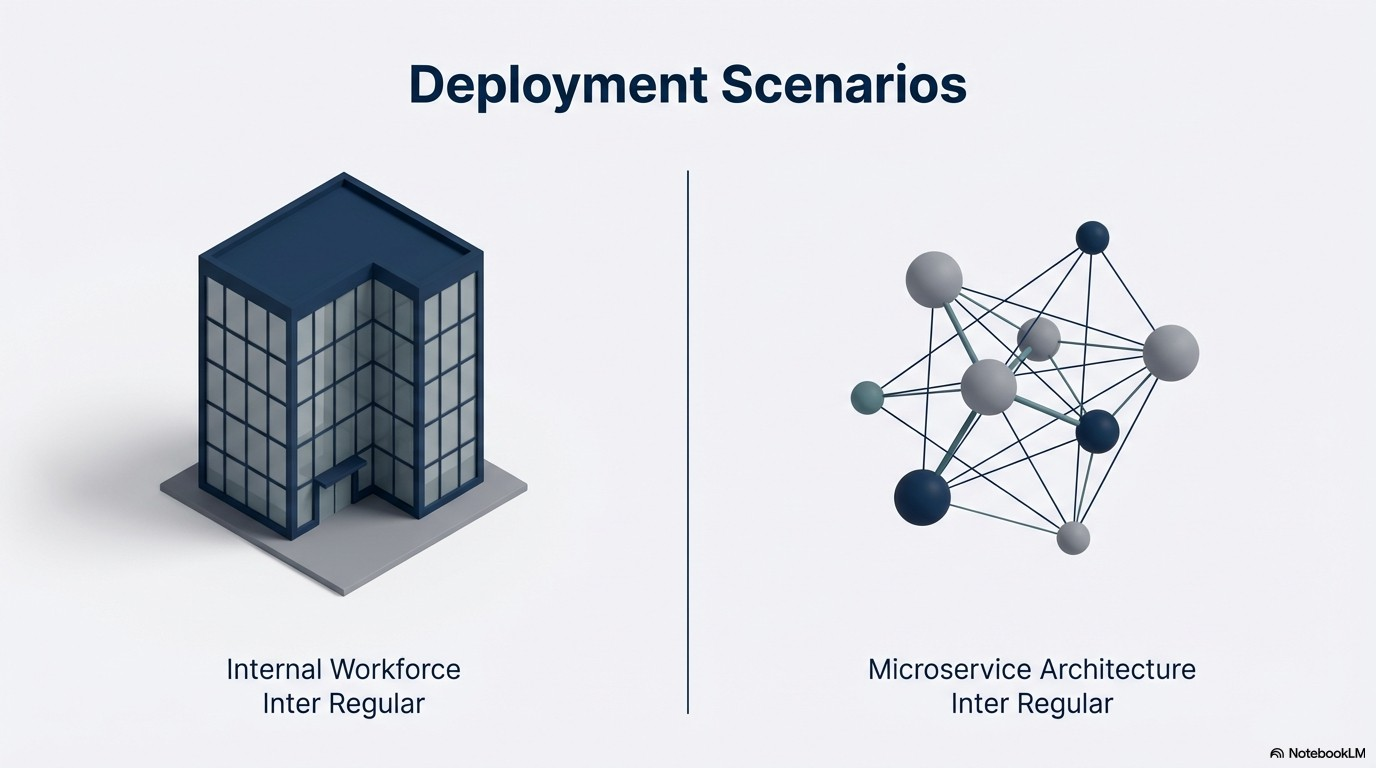 Deployment Scenarios
Internal Workforce
Inter Regular
Microservice Architecture
Inter Regular
NotebookLM